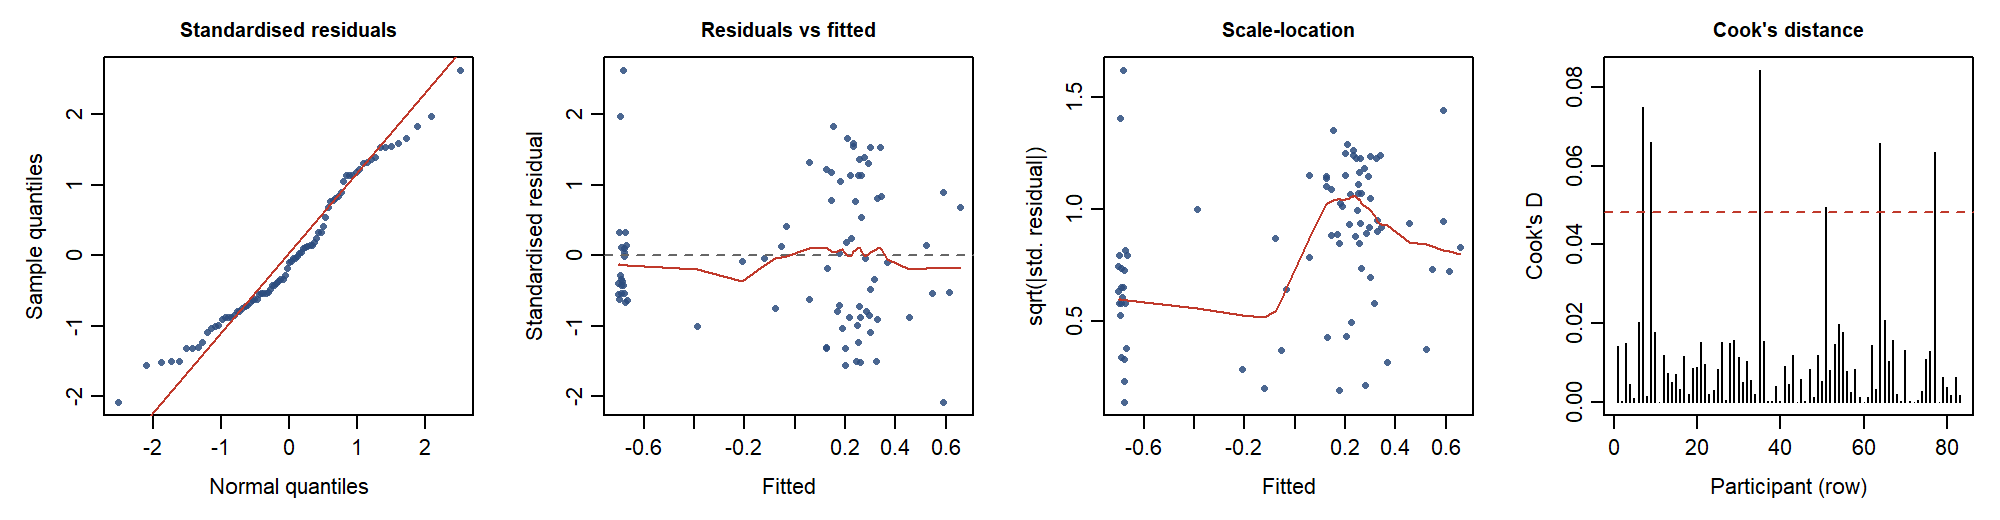 Standardised residuals
Sample quantiles
2
1
0
-1
-2
-2 -1 0 1 2
Normal quantiles
Residuals vs fitted
Standardised residual
2
1
0
-1
-2
-0.6 -0.2 0.2 0.4 0.6
Fitted
Scale-location
sqrt(|std. residual|)
1.5
1.0
0.5
-0.6 -0.2 0.2 0.4 0.6
Fitted
Cook's distance
Cook's D
0.08
0.06
0.04
0.02
0.00
0 20 40 60 80
Participant (row)